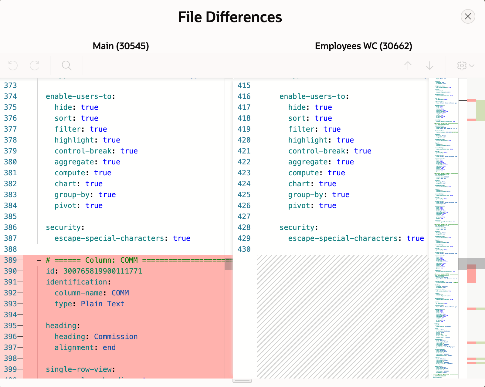 File Differences
Main (30545) Employees WC (30662)
373 415
374 enable-users-to: 416 enable-users-to:
375 hide: true 417 hide: true
376 sort: true 418 sort: true
377 filter: true 419 filter: true
378 highlight: true 420 highlight: true
379 control-break: true 421 control-break: true
380 aggregate: true 422 aggregate: true
381 compute: true 423 compute: true
382 chart: true 424 chart: true
383 group-by: true 425 group-by: true
384 pivot: true 426 pivot: true
385 427
386 security: 428 security:
387 escape-special-characters: true 429 escape-special-characters: true
388 430
389 - # ====== Column: COMM ====================
390 id: 300765819900111771
391 identification:
392 column-name: COMM
393 type: Plain Text
394
395 heading:
396 heading: Commission
397 alignment: end
398
399 single-row-view: